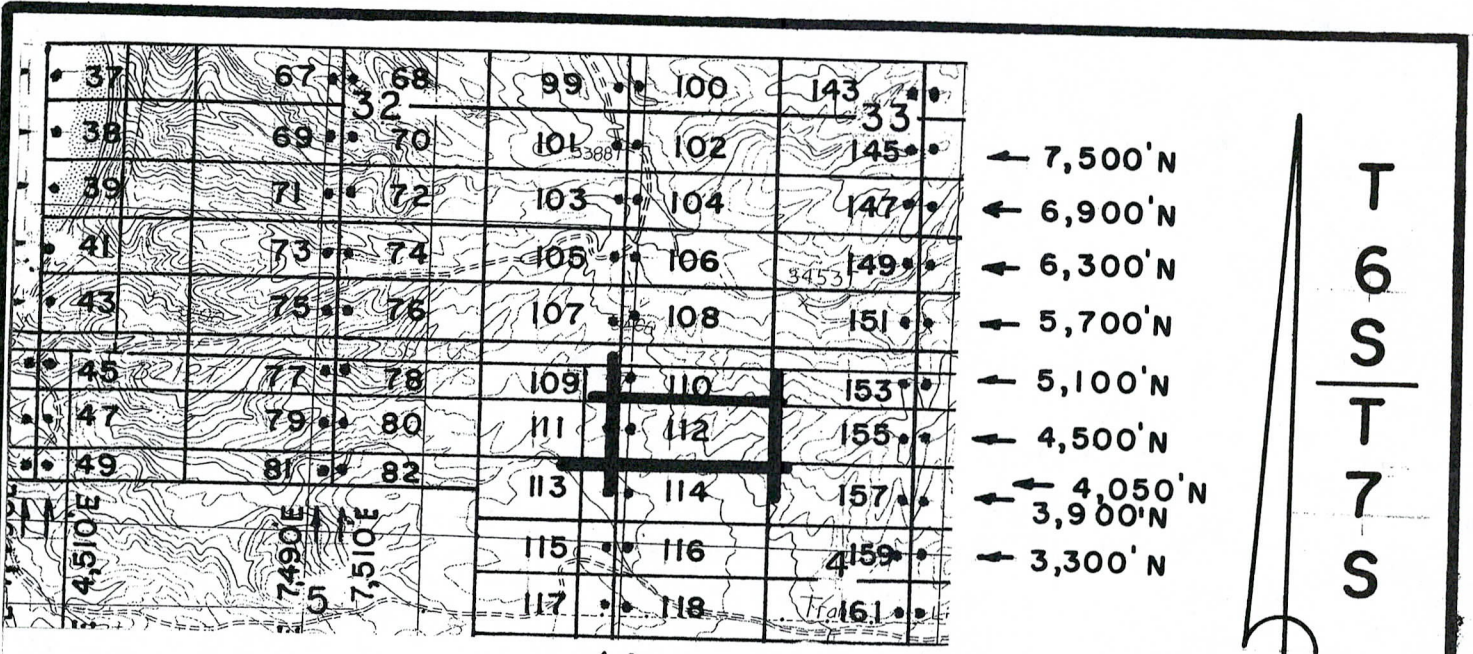 37 67 68 99 100 143
32 33
38 69 70 101 102 145 7,500'N
39 71 72 103 104 147 6,900'N
41 73 74 105 106 149 6,300'N
3453
43 75 76 107 108 151 5,700'N
45 77 78 109 110 153 5,100'N
47 79 80 111 112 155 4,500'N
49 81 82 113 114 157 4,050'N
3,900'N
4,510'E 7,490'E 7,510'E
115 116 4 159 3,300'N
5 117 118 161
T
6
S
T
7
S